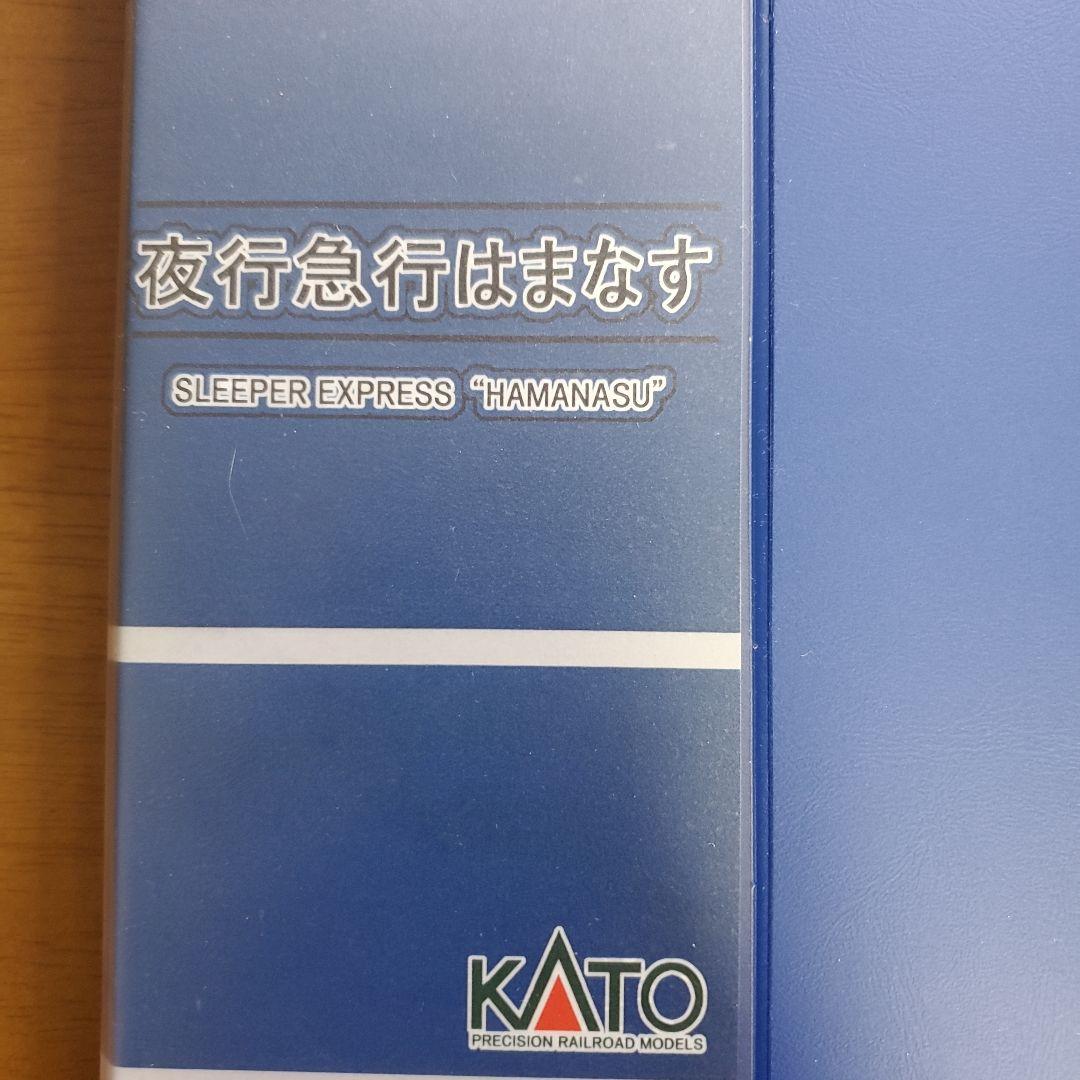 夜行急行はまなす
SLEEPER EXPRESS “HAMANASU”
KATO
PRECISION RAILROAD MODELS